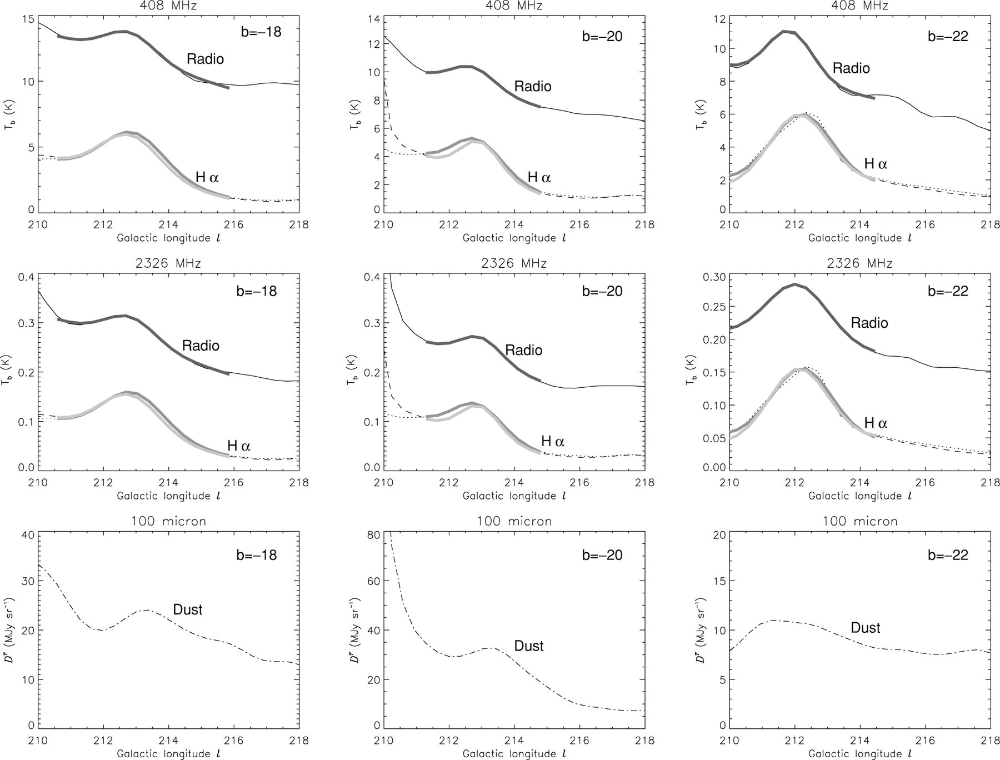 408 MHz
15
10
5
0
T_b (K)
b=−18
Radio
H α
210 212 214 216 218
Galactic longitude l
408 MHz
14
12
10
8
6
4
2
0
T_b (K)
b=−20
Radio
H α
210 212 214 216 218
Galactic longitude l
408 MHz
12
10
8
6
4
2
0
T_b (K)
b=−22
Radio
H α
210 212 214 216 218
Galactic longitude l
2326 MHz
0.4
0.3
0.2
0.1
0.0
T_b (K)
b=−18
Radio
H α
210 212 214 216 218
Galactic longitude l
2326 MHz
0.4
0.3
0.2
0.1
0.0
T_b (K)
b=−20
Radio
H α
210 212 214 216 218
Galactic longitude l
2326 MHz
0.30
0.25
0.20
0.15
0.10
0.05
0.00
T_b (K)
b=−22
Radio
H α
210 212 214 216 218
Galactic longitude l
100 micron
40
30
20
10
0
D^T (MJy sr⁻¹)
b=−18
Dust
210 212 214 216 218
Galactic longitude l
100 micron
80
60
40
20
0
D^T (MJy sr⁻¹)
b=−20
Dust
210 212 214 216 218
Galactic longitude l
100 micron
20
15
10
5
0
D^T (MJy sr⁻¹)
b=−22
Dust
210 212 214 216 218
Galactic longitude l